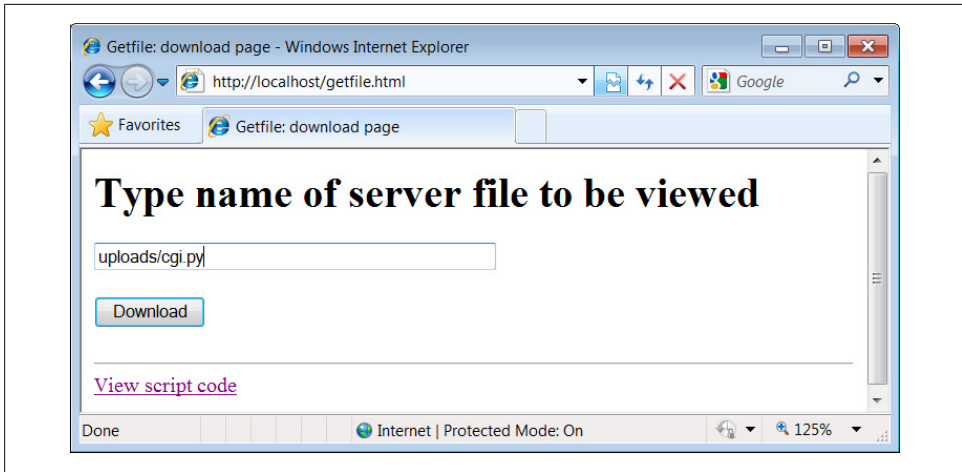 Getfile: download page - Windows Internet Explorer
http://localhost/getfile.html
Google
Favorites
Getfile: download page
Type name of server file to be viewed
uploads/cgi.py
Download
View script code
Done
Internet | Protected Mode: On
125%